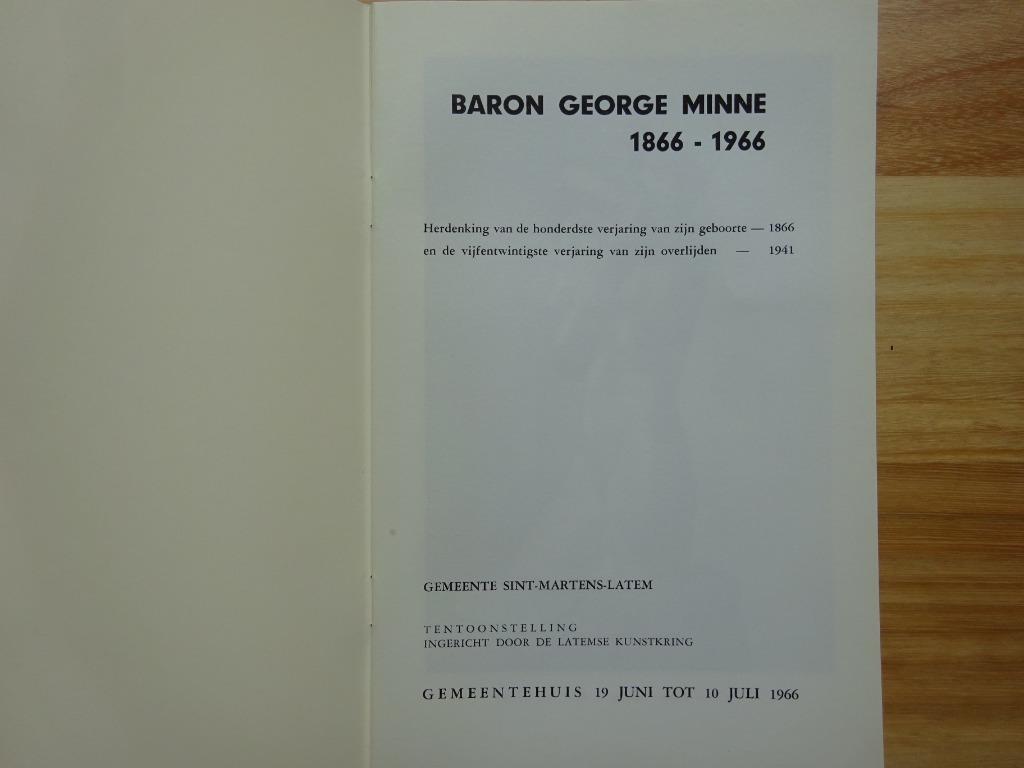 BARON GEORGE MINNE
1866 - 1966
Herdenking van de honderdste verjaring van zijn geboorte — 1866
en de vijfentwintigste verjaring van zijn overlijden — 1941
GEMEENTE SINT-MARTENS-LATEM
TENTOONSTELLING
INGERICHT DOOR DE LATEMSE KUNSTKRING
GEMEENTEHUIS 19 JUNI TOT 10 JULI 1966